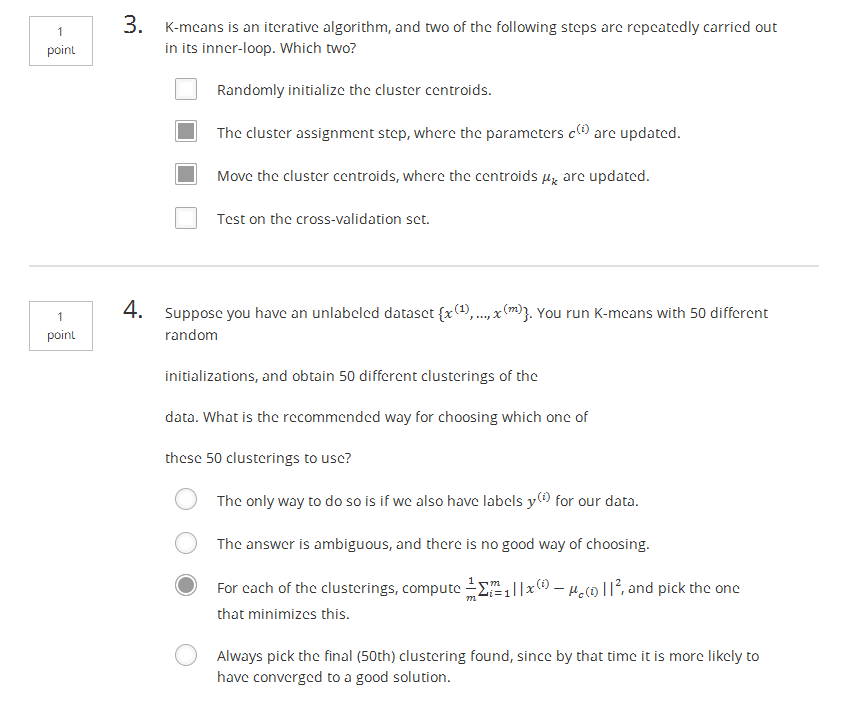 1
point
3.
K-means is an iterative algorithm, and two of the following steps are repeatedly carried out
in its inner-loop. Which two?
Randomly initialize the cluster centroids.
The cluster assignment step, where the parameters c⁽ⁱ⁾ are updated.
Move the cluster centroids, where the centroids μₖ are updated.
Test on the cross-validation set.
1
point
4.
Suppose you have an unlabeled dataset {x⁽¹⁾, ..., x⁽ᵐ⁾}. You run K-means with 50 different
random
initializations, and obtain 50 different clusterings of the
data. What is the recommended way for choosing which one of
these 50 clusterings to use?
The only way to do so is if we also have labels y⁽ⁱ⁾ for our data.
The answer is ambiguous, and there is no good way of choosing.
For each of the clusterings, compute \frac{1}{m}\sum_{i=1}^{m}||x^{(i)} − μ_{c^{(i)}}||², and pick the one
that minimizes this.
Always pick the final (50th) clustering found, since by that time it is more likely to
have converged to a good solution.